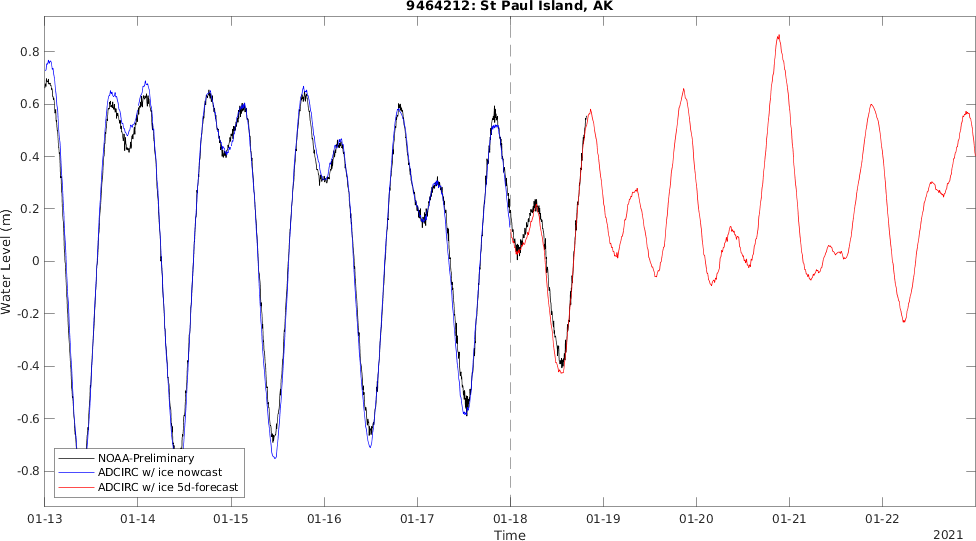 9464212: St Paul Island, AK
Water Level (m)
0.8
0.6
0.4
0.2
0
-0.2
-0.4
-0.6
-0.8
NOAA-Preliminary
ADCIRC w/ ice nowcast
ADCIRC w/ ice 5d-forecast
01-13 01-14 01-15 01-16 01-17 01-18 01-19 01-20 01-21 01-22
Time
2021